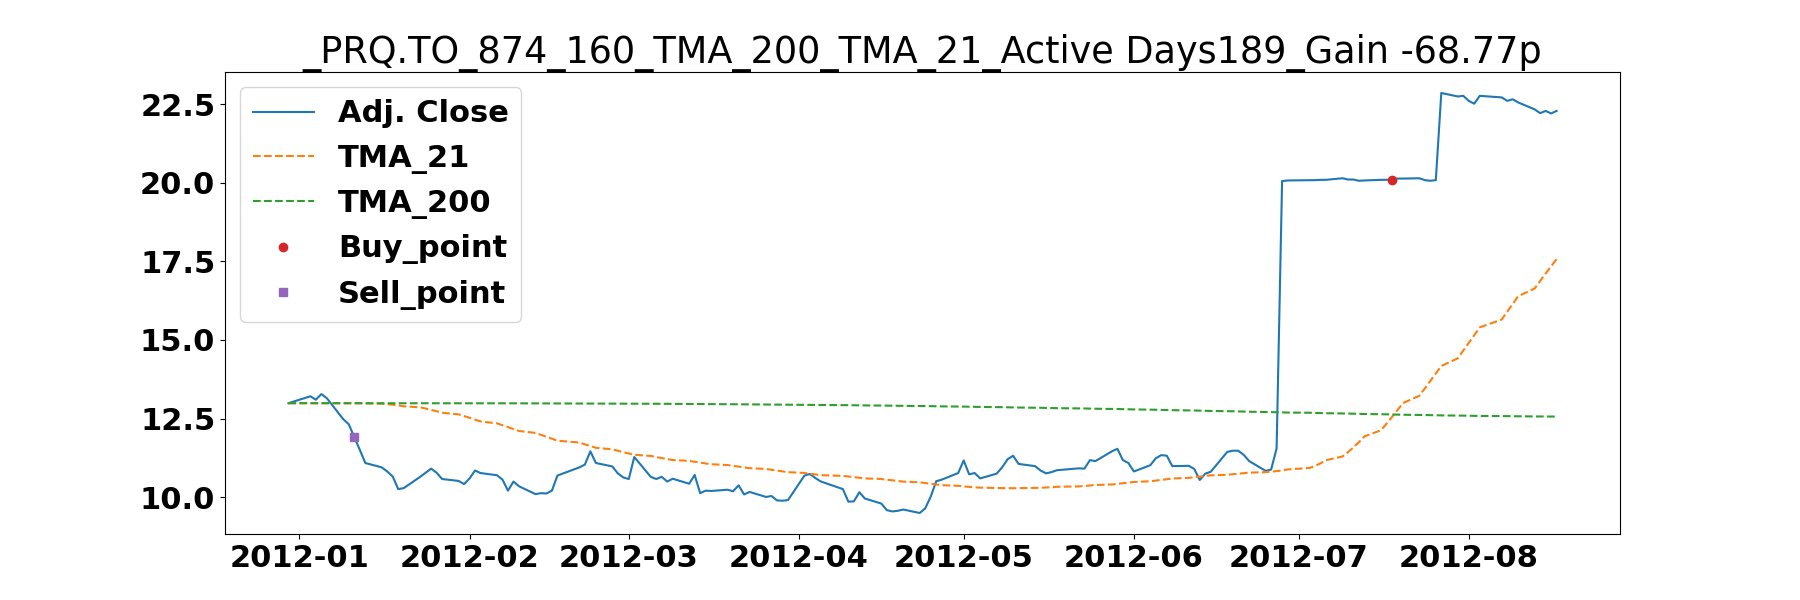 _PRQ.TO_874_160_TMA_200_TMA_21_Active Days189_Gain -68.77p
Adj. Close
TMA_21
TMA_200
Buy_point
Sell_point
22.5
20.0
17.5
15.0
12.5
10.0
2012-01 2012-02 2012-03 2012-04 2012-05 2012-06 2012-07 2012-08